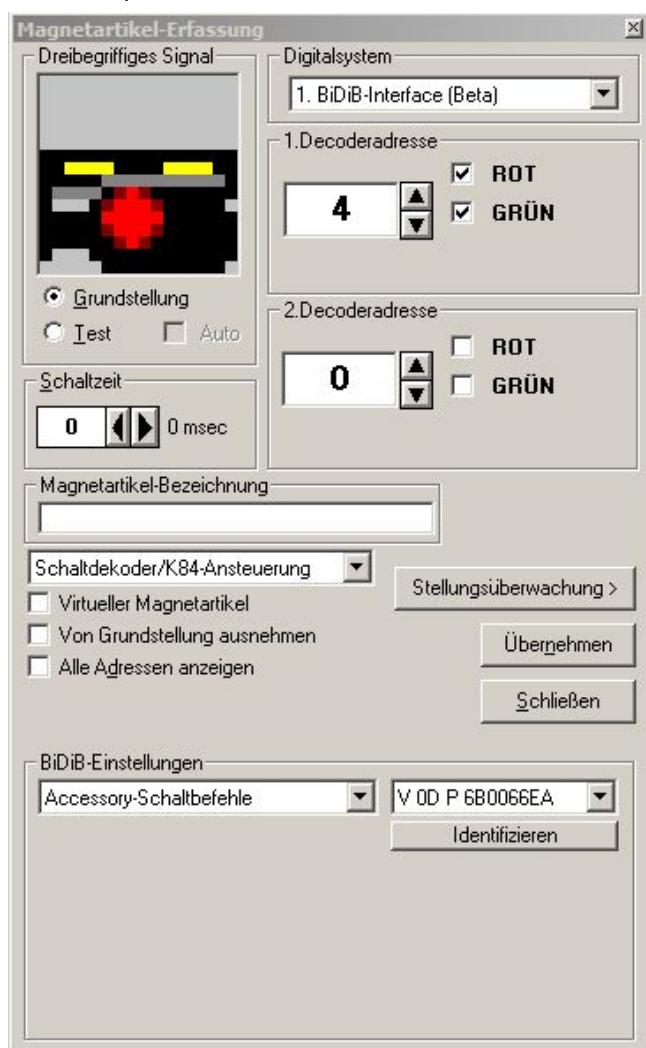 Magnetartikel-Erfassung
Dreibegriffiges Signal
Grundstellung
Test
Auto
Digitalsystem
1. BiDiB-Interface (Beta)
1.Decoderadresse
4
ROT
GRÜN
2.Decoderadresse
0
ROT
GRÜN
Schaltzeit
0
0 msec
Magnetartikel-Bezeichnung
Schaltdekoder/K84-Ansteuerung
Stellungsüberwachung >
Virtueller Magnetartikel
Von Grundstellung ausnehmen
Übernehmen
Alle Adressen anzeigen
Schließen
BiDiB-Einstellungen
Accessory-Schaltbefehle
V 0D P 6B0066EA
Identifizieren